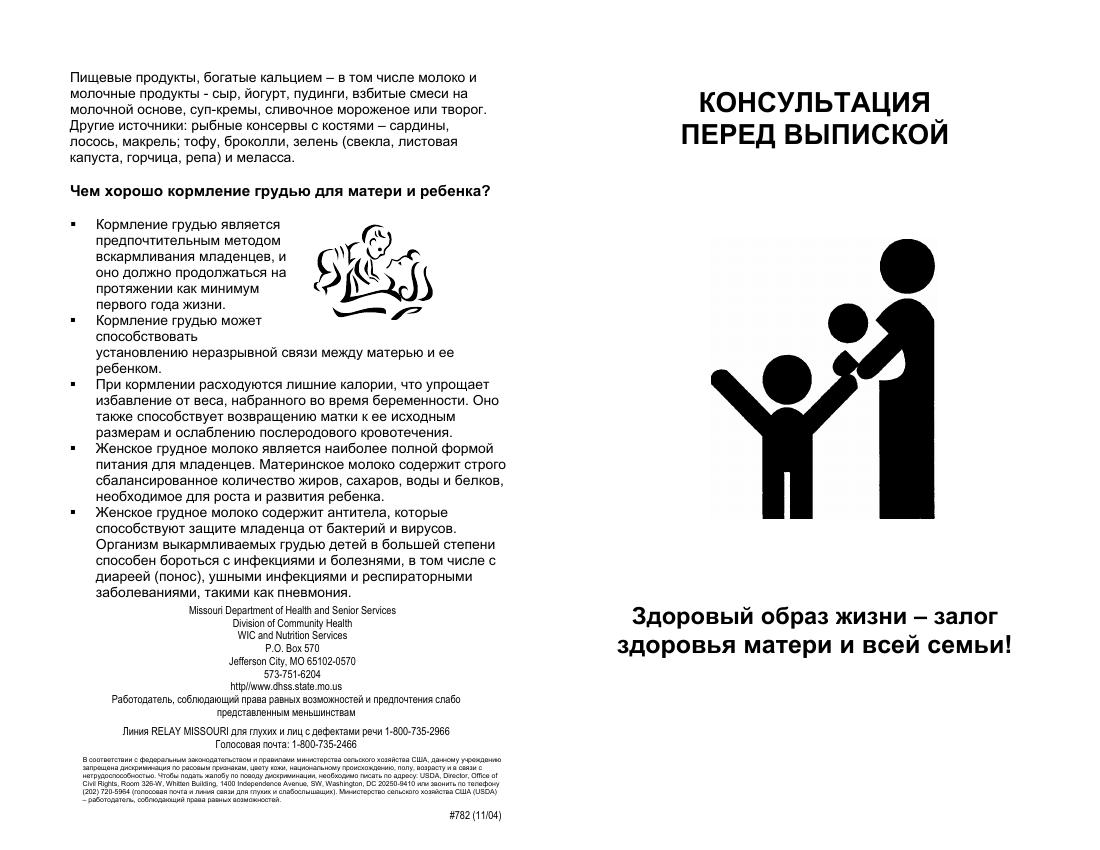 Пищевые продукты, богатые кальцием – в том числе молоко и
молочные продукты - сыр, йогурт, пудинги, взбитые смеси на
молочной основе, суп-кремы, сливочное мороженое или творог.
Другие источники: рыбные консервы с костями – сардины,
лосось, макрель; тофу, броколли, зелень (свекла, листовая
капуста, горчица, репа) и меласса.
Чем хорошо кормление грудью для матери и ребенка?
▪ Кормление грудью является
предпочтительным методом
вскармливания младенцев, и
оно должно продолжаться на
протяжении как минимум
первого года жизни.
▪ Кормление грудью может
способствовать
установлению неразрывной связи между матерью и ее
ребенком.
▪ При кормлении расходуются лишние калории, что упрощает
избавление от веса, набранного во время беременности. Оно
также способствует возвращению матки к ее исходным
размерам и ослаблению послеродового кровотечения.
▪ Женское грудное молоко является наиболее полной формой
питания для младенцев. Материнское молоко содержит строго
сбалансированное количество жиров, сахаров, воды и белков,
необходимое для роста и развития ребенка.
▪ Женское грудное молоко содержит антитела, которые
способствуют защите младенца от бактерий и вирусов.
Организм выкармливаемых грудью детей в большей степени
способен бороться с инфекциями и болезнями, в том числе с
диареей (понос), ушными инфекциями и респираторными
заболеваниями, такими как пневмония.
Missouri Department of Health and Senior Services
Division of Community Health
WIC and Nutrition Services
P.O. Box 570
Jefferson City, MO 65102-0570
573-751-6204
http//www.dhss.state.mo.us
Работодатель, соблюдающий права равных возможностей и предпочтения слабо
представленным меньшинствам
Линия RELAY MISSOURI для глухих и лиц с дефектами речи 1-800-735-2966
Голосовая почта: 1-800-735-2466
В соответствии с федеральным законодательством и правилами министерства сельского хозяйства США, данному учреждению
запрещена дискриминация по расовым признакам, цвету кожи, национальному происхождению, полу, возрасту и в связи с
нетрудоспособностью. Чтобы подать жалобу по поводу дискриминации, необходимо писать по адресу: USDA, Director, Office of
Civil Rights, Room 326-W, Whitten Building, 1400 Independence Avenue, SW, Washington, DC 20250-9410 или звонить по телефону
(202) 720-5964 (голосовая почта и линия связи для глухих и слабослышащих). Министерство сельского хозяйства США (USDA)
– работодатель, соблюдающий права равных возможностей.
#782 (11/04)
КОНСУЛЬТАЦИЯ
ПЕРЕД ВЫПИСКОЙ
Здоровый образ жизни – залог
здоровья матери и всей семьи!